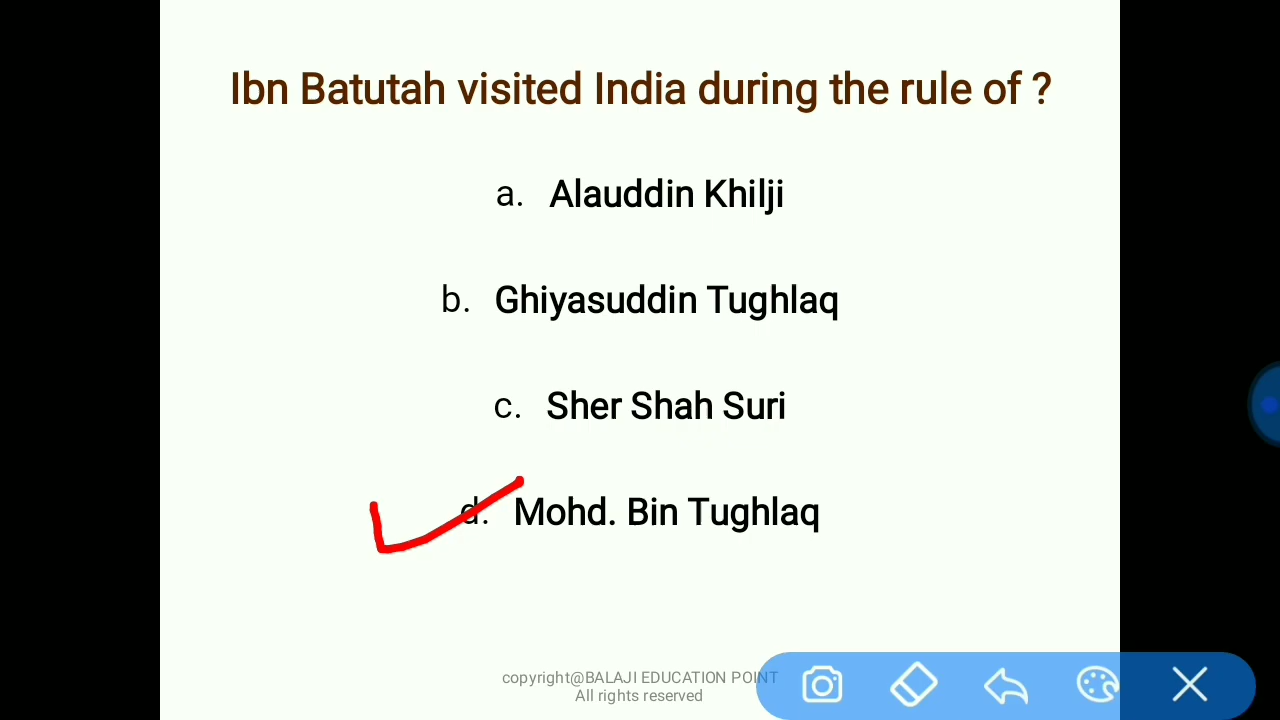 Ibn Batutah visited India during the rule of ?
a. Alauddin Khilji
b. Ghiyasuddin Tughlaq
c. Sher Shah Suri
d. Mohd. Bin Tughlaq
copyright@BALAJI EDUCATION POINT
All rights reserved